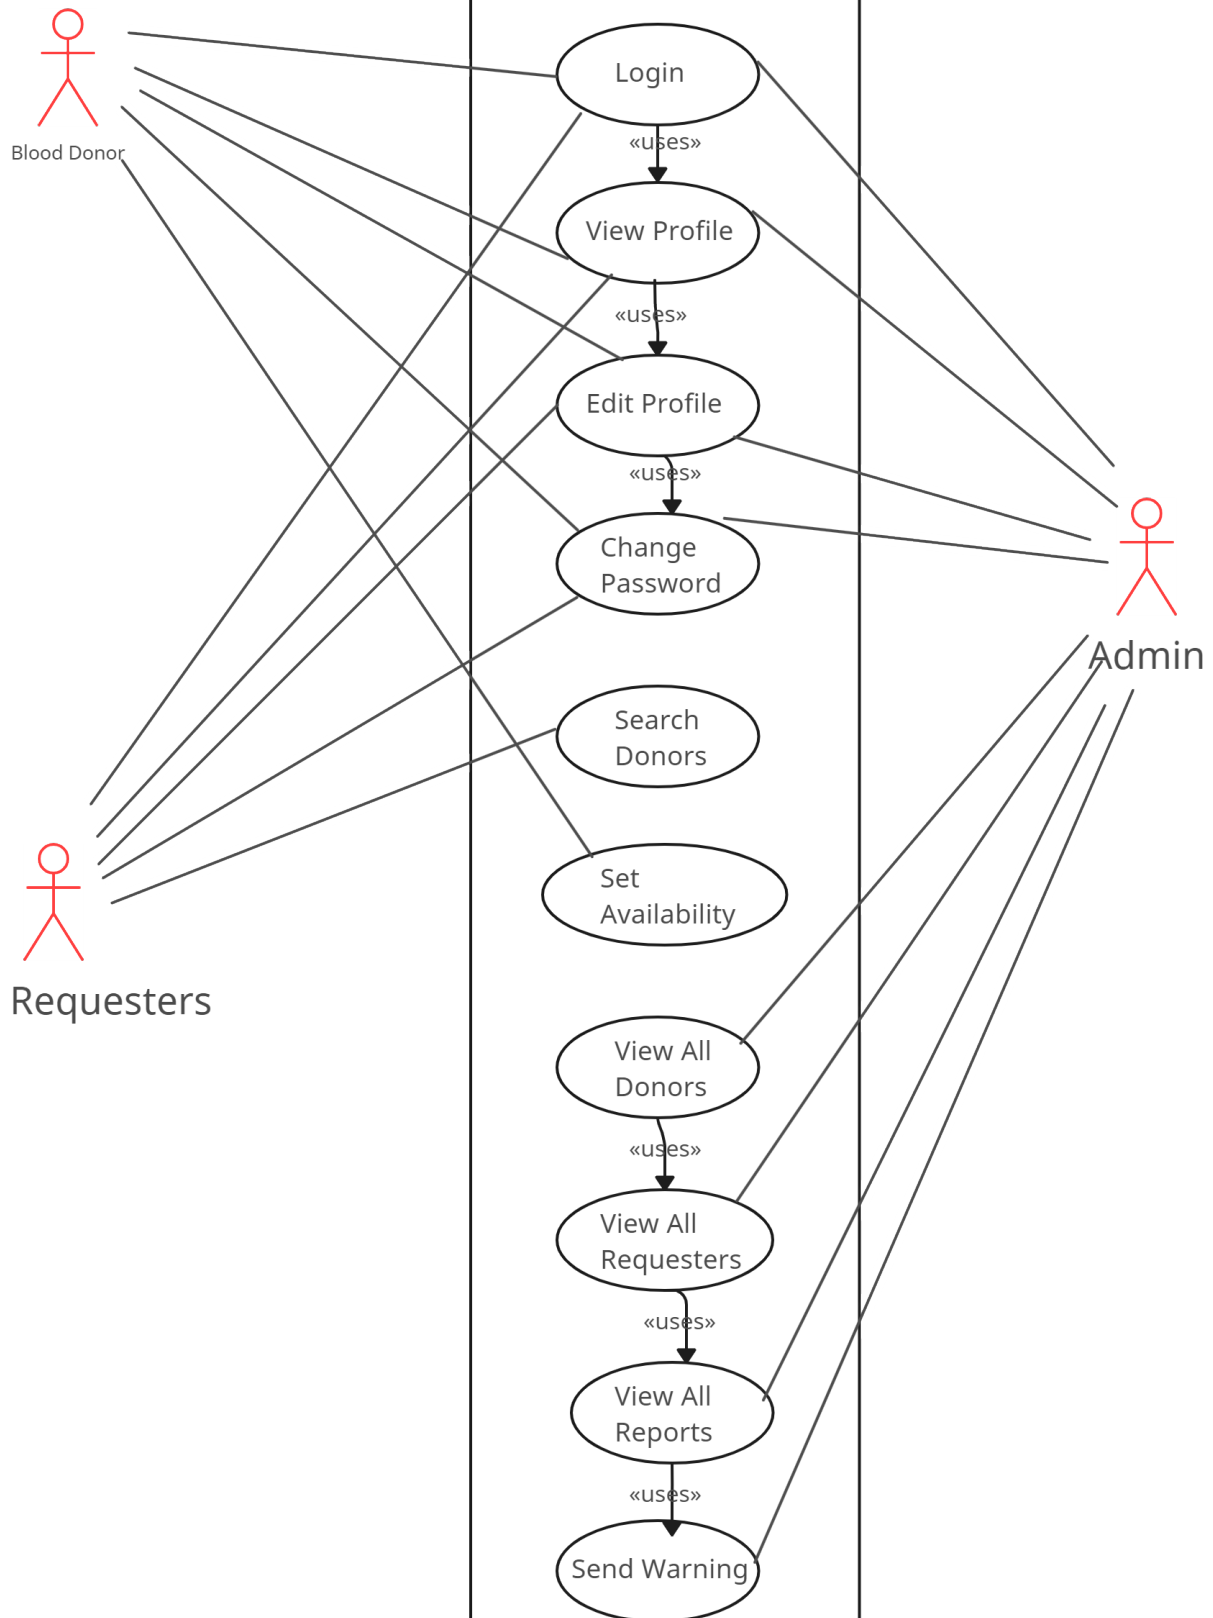 Login
Blood Donor
«uses»
View Profile
«uses»
Edit Profile
«uses»
Change
Password
Admin
Search
Donors
Set
Availability
Requesters
View All
Donors
«uses»
View All
Requesters
«uses»
View All
Reports
«uses»
Send Warning